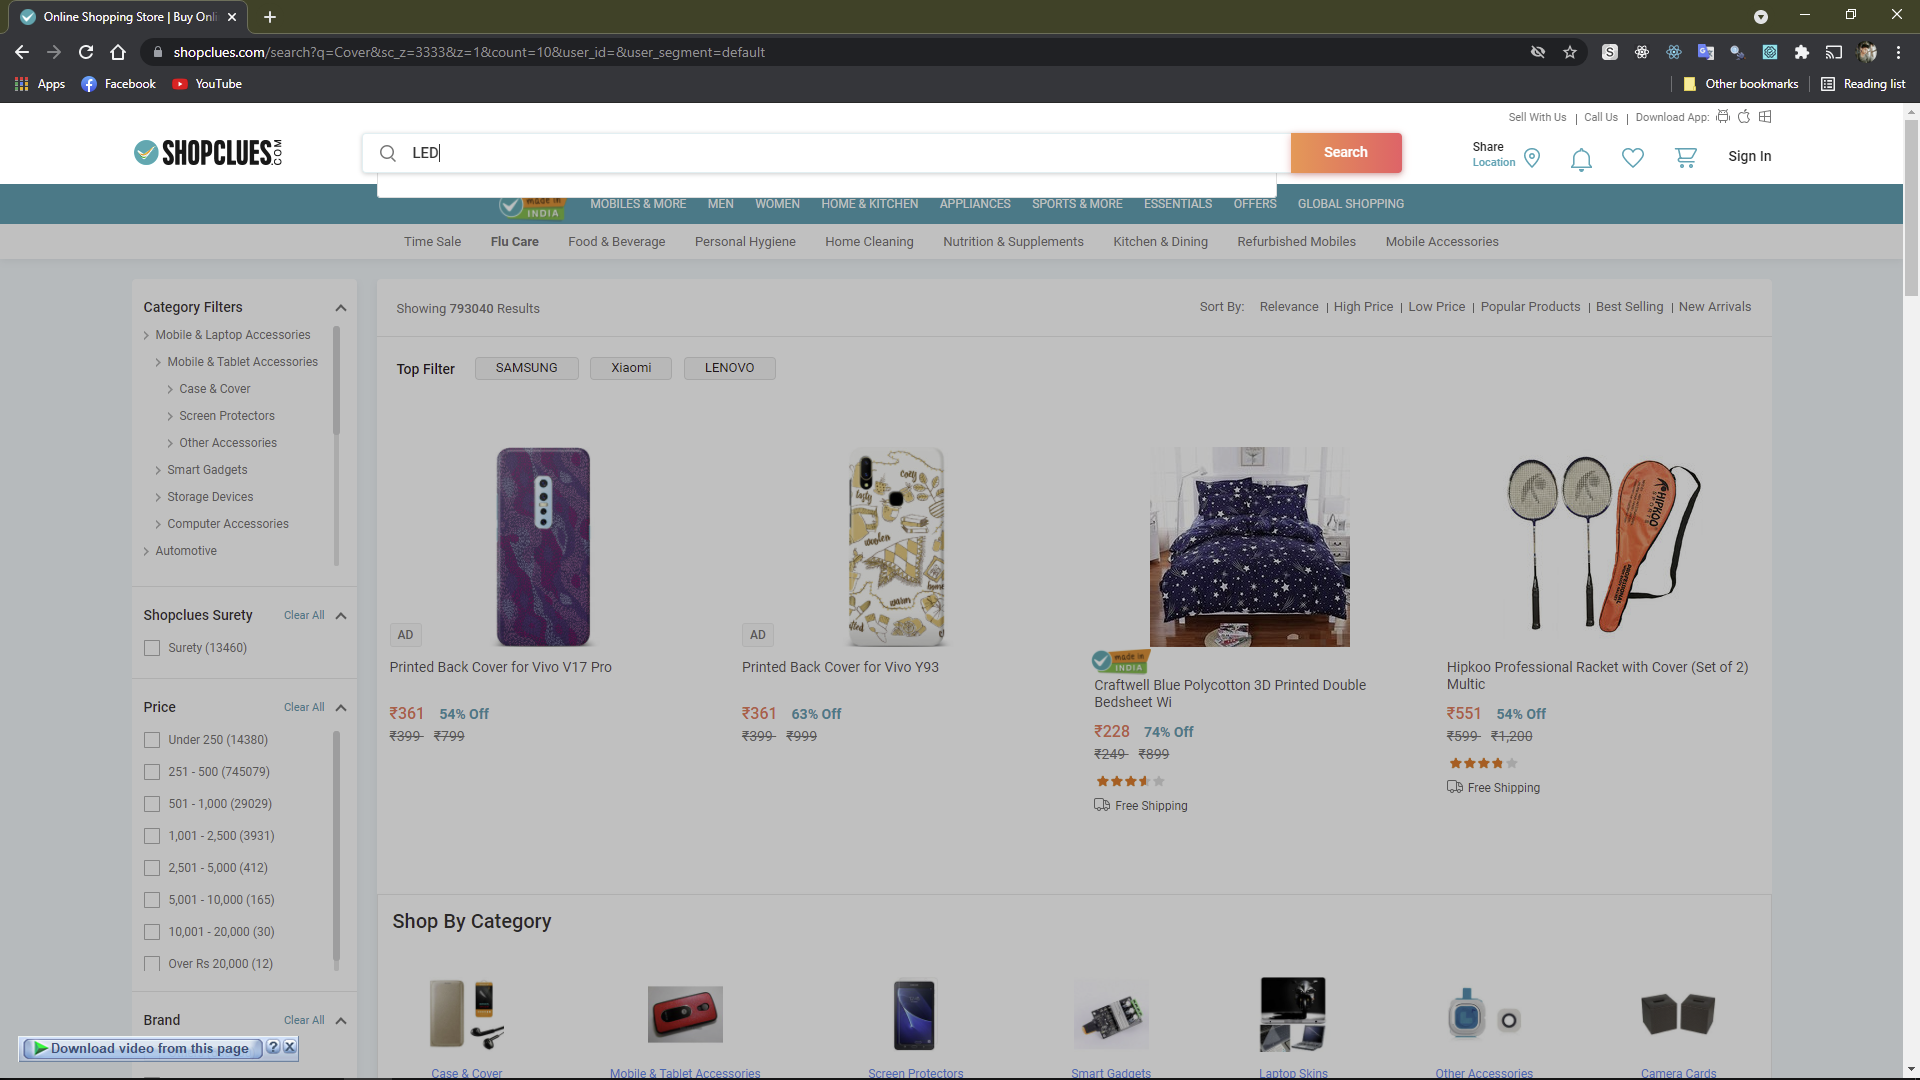 Online Shopping Store | Buy Onli
shopclues.com/search?q=Cover&sc_z=3333&z=1&count=10&user_id=&user_segment=default
Apps
Facebook
YouTube
Other bookmarks
Reading list
Sell With Us | Call Us | Download App:
SHOPCLUES.COM
LED
Search
Share
Location
Sign In
made in
INDIA
MOBILES & MORE
MEN
WOMEN
HOME & KITCHEN
APPLIANCES
SPORTS & MORE
ESSENTIALS
OFFERS
GLOBAL SHOPPING
Time Sale
Flu Care
Food & Beverage
Personal Hygiene
Home Cleaning
Nutrition & Supplements
Kitchen & Dining
Refurbished Mobiles
Mobile Accessories
Category Filters
Mobile & Laptop Accessories
Mobile & Tablet Accessories
Case & Cover
Screen Protectors
Other Accessories
Smart Gadgets
Storage Devices
Computer Accessories
Automotive
Shopclues Surety Clear All
Surety (13460)
Price Clear All
Under 250 (14380)
251 - 500 (745079)
501 - 1,000 (29029)
1,001 - 2,500 (3931)
2,501 - 5,000 (412)
5,001 - 10,000 (165)
10,001 - 20,000 (30)
Over Rs 20,000 (12)
Brand Clear All
Download video from this page ? X
Showing 793040 Results
Sort By: Relevance | High Price | Low Price | Popular Products | Best Selling | New Arrivals
Top Filter SAMSUNG Xiaomi LENOVO
AD
Printed Back Cover for Vivo V17 Pro
₹361 54% Off
₹399 ₹799
Cozy
woolen
warm
AD
Printed Back Cover for Vivo Y93
₹361 63% Off
₹399 ₹999
made in
INDIA
Craftwell Blue Polycotton 3D Printed Double
Bedsheet Wi
₹228 74% Off
₹249 ₹899
Free Shipping
HIPKOO
Hipkoo Professional Racket with Cover (Set of 2)
Multic
₹551 54% Off
₹599 ₹1,200
Free Shipping
Shop By Category
Case & Cover
Mobile & Tablet Accessories
Screen Protectors
Smart Gadgets
Laptop Skins
Other Accessories
Camera Cards